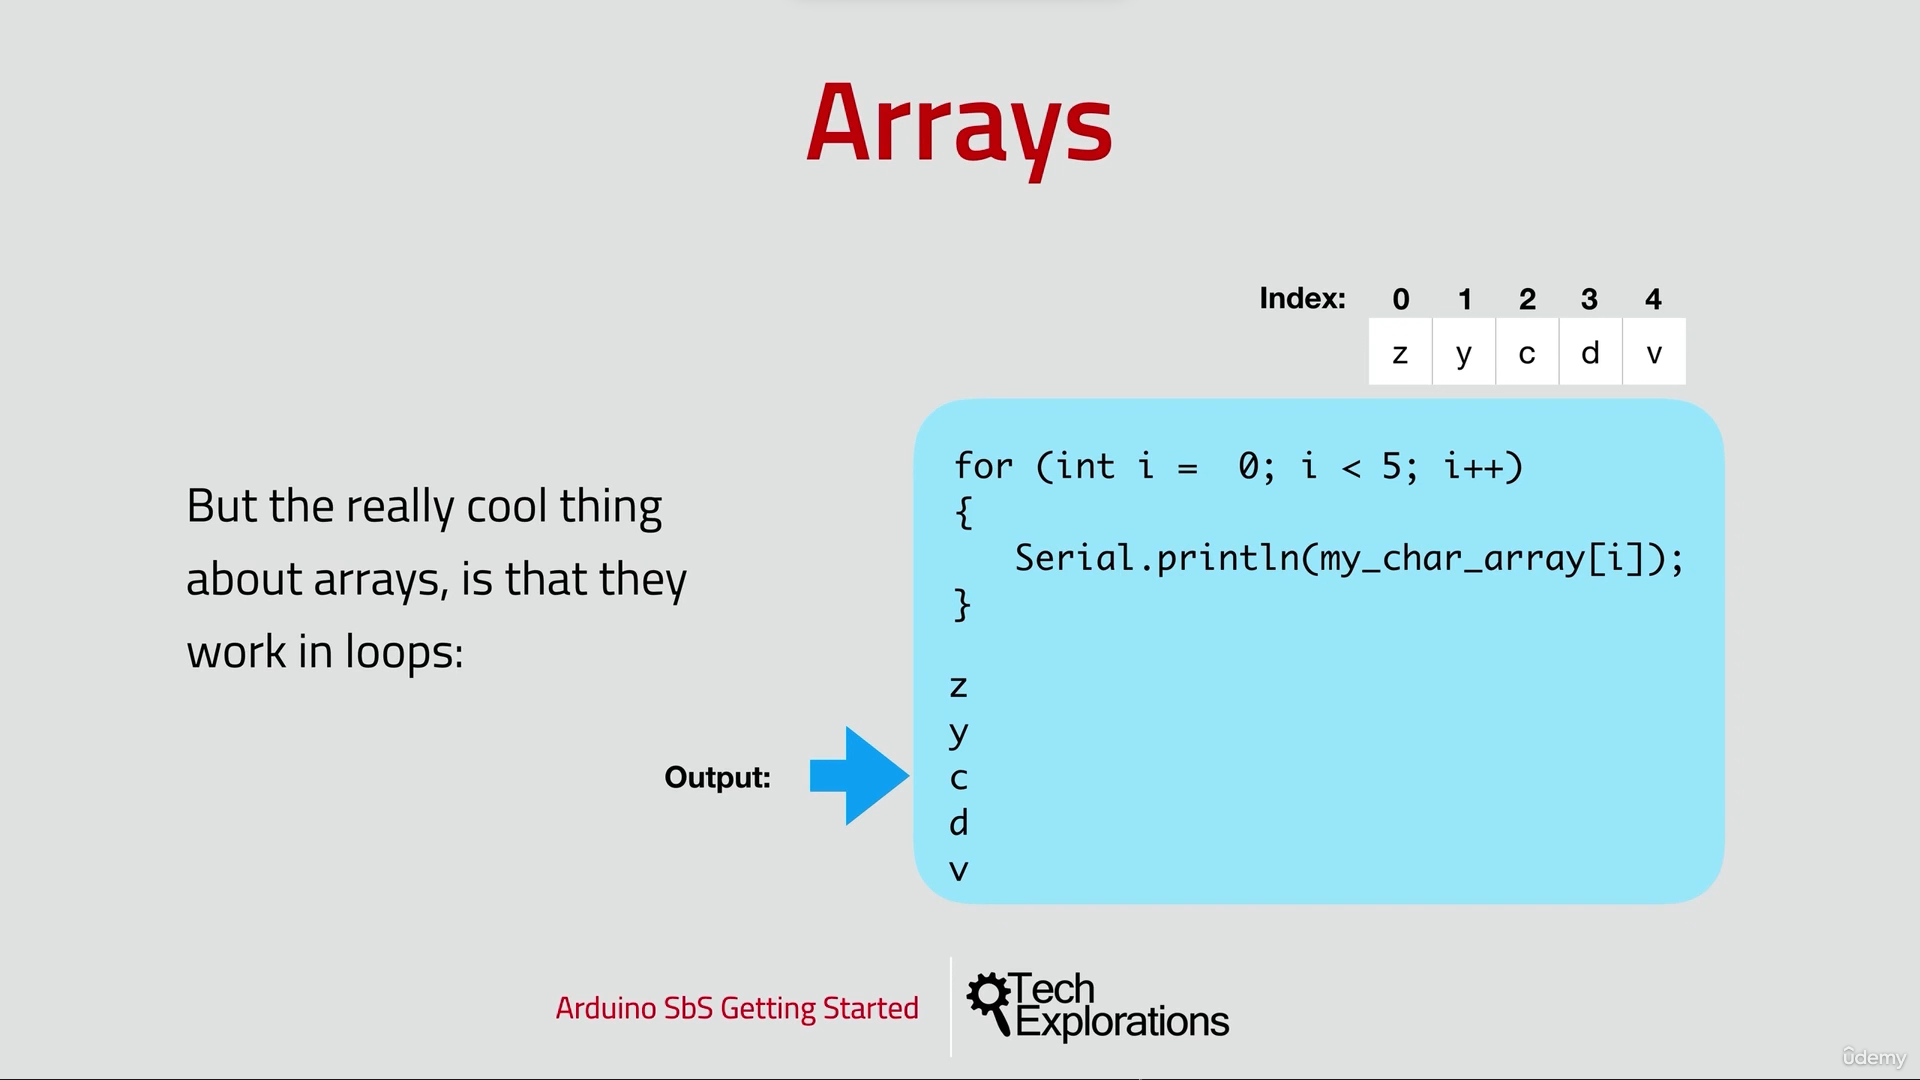 Arrays
Index: 0 1 2 3 4
z y c d v
But the really cool thing
about arrays, is that they
work in loops:
for (int i =  0; i < 5; i++)
{
   Serial.println(my_char_array[i]);
}
Output:
z
y
c
d
v
Arduino SbS Getting Started
Tech
Explorations
ûdemy